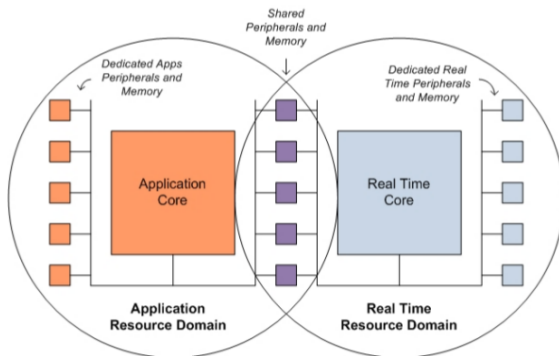 Shared
Peripherals and
Memory
Dedicated Apps
Peripherals and
Memory
Dedicated Real
Time Peripherals
and Memory
Application
Core
Real Time
Core
Application
Resource Domain
Real Time
Resource Domain